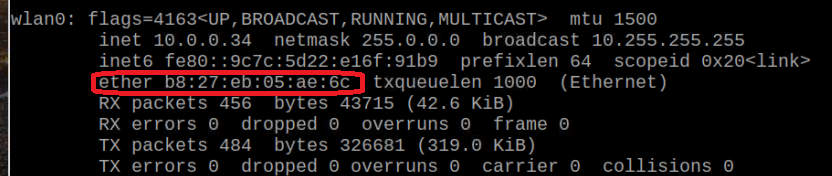 wlan0: flags=4163<UP,BROADCAST,RUNNING,MULTICAST>  mtu 1500
inet 10.0.0.34  netmask 255.0.0.0  broadcast 10.255.255.255
inet6 fe80::9c7c:5d22:e16f:91b9  prefixlen 64  scopeid 0x20<link>
ether b8:27:eb:05:ae:6c  txqueuelen 1000  (Ethernet)
RX packets 456  bytes 43715 (42.6 KiB)
RX errors 0  dropped 0  overruns 0  frame 0
TX packets 484  bytes 326681 (319.0 KiB)
TX errors 0  dropped 0 overruns 0  carrier 0  collisions 0